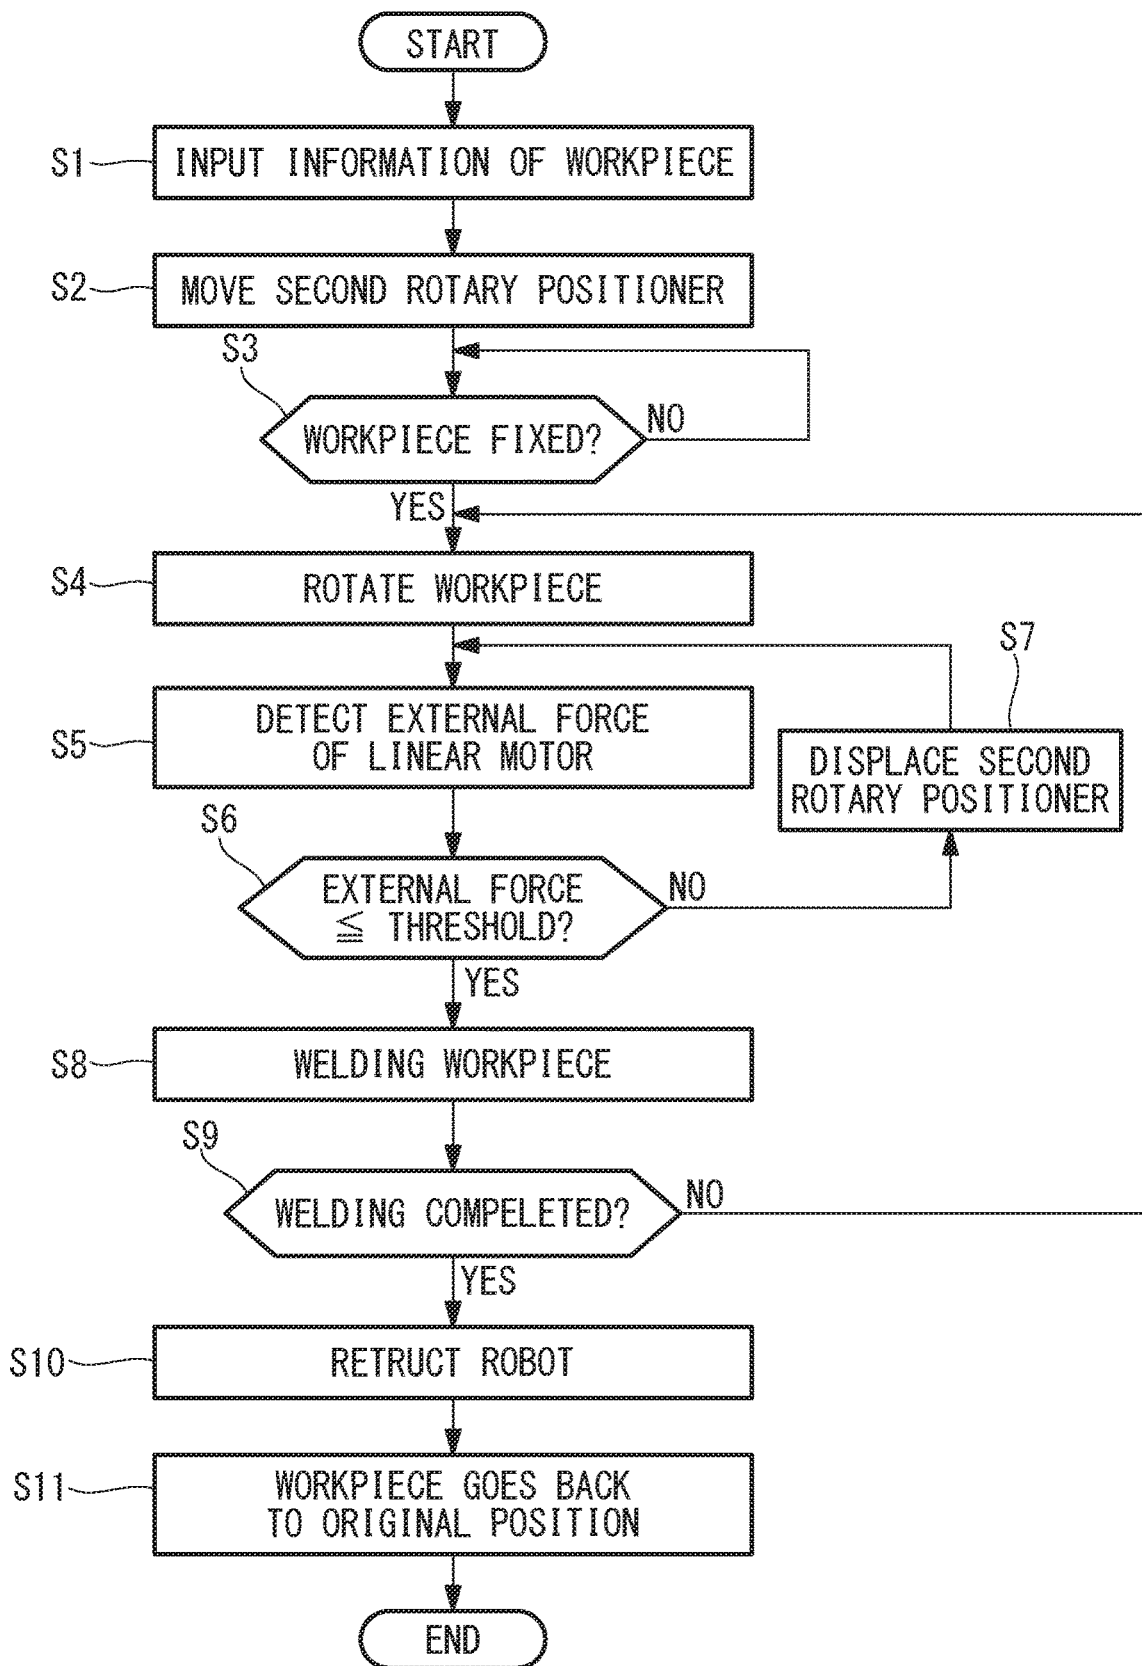 START
S1
INPUT INFORMATION OF WORKPIECE
S2
MOVE SECOND ROTARY POSITIONER
S3
WORKPIECE FIXED?
NO
YES
S4
ROTATE WORKPIECE
S5
DETECT EXTERNAL FORCE
OF LINEAR MOTOR
S7
DISPLACE SECOND
ROTARY POSITIONER
S6
EXTERNAL FORCE
≦ THRESHOLD?
NO
YES
S8
WELDING WORKPIECE
S9
WELDING COMPELETED?
NO
YES
S10
RETRUCT ROBOT
S11
WORKPIECE GOES BACK
TO ORIGINAL POSITION
END